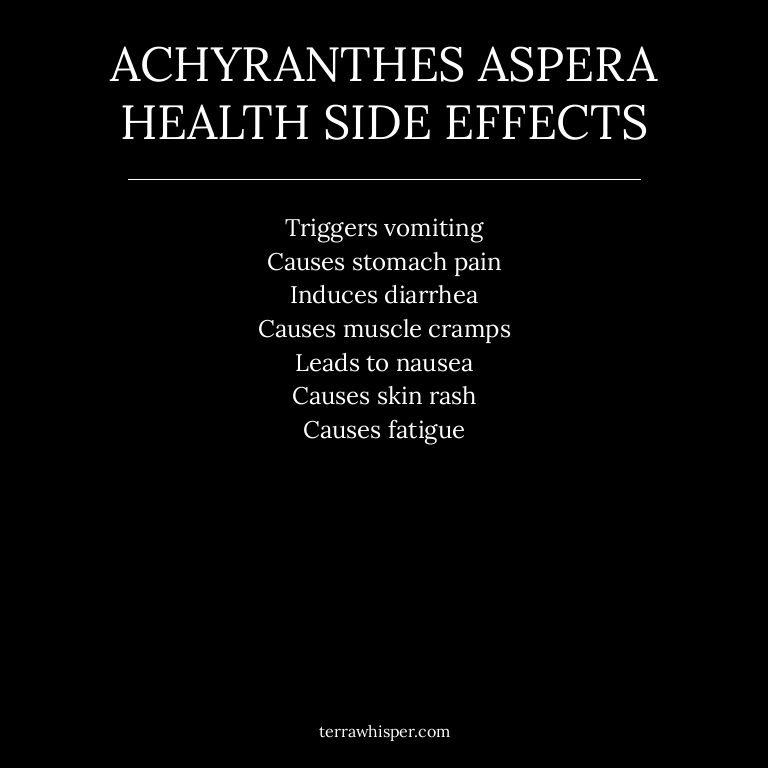 ACHYRANTHES ASPERA
HEALTH SIDE EFFECTS
Triggers vomiting
Causes stomach pain
Induces diarrhea
Causes muscle cramps
Leads to nausea
Causes skin rash
Causes fatigue
terrawhisper.com